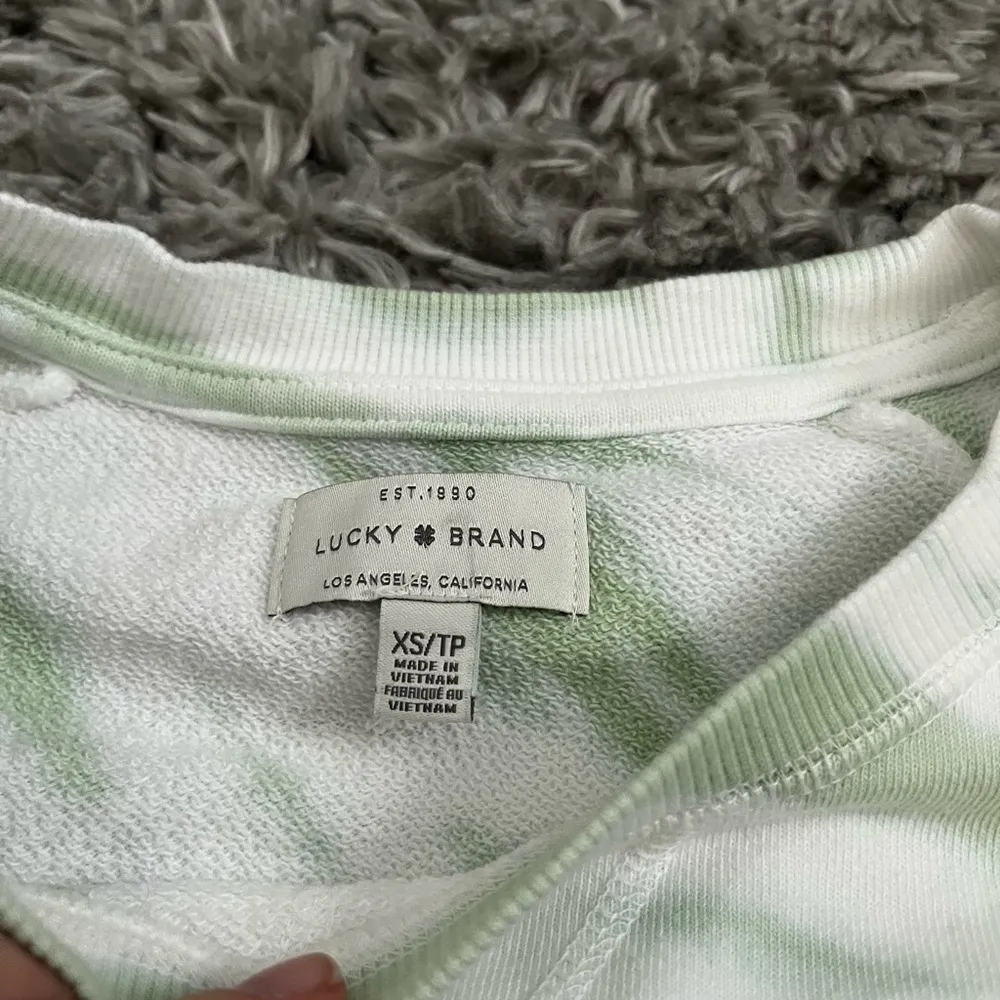 EST.1990
LUCKY BRAND
LOS ANGELES, CALIFORNIA
XS/TP
MADE IN
VIETNAM
FABRIQUÉ AU
VIETNAM